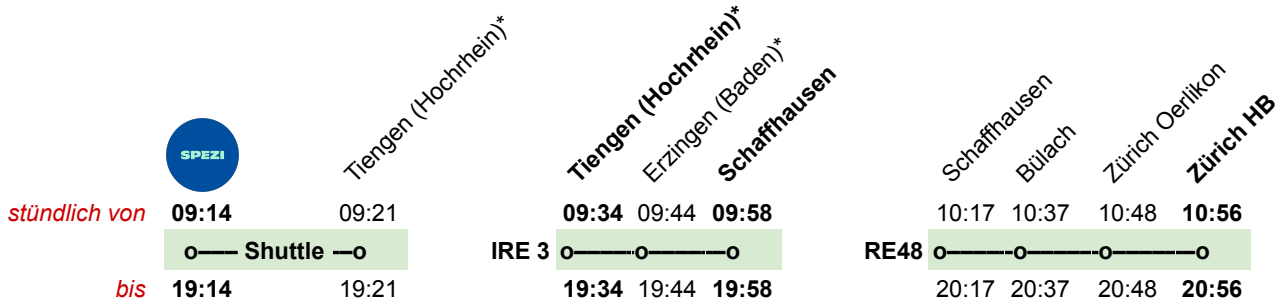 Tiengen (Hochrhein)*
Tiengen (Hochrhein)*
Erzingen (Baden)*
Schaffhausen
Schaffhausen
Bülach
Zürich Oerlikon
Zürich HB
SPEZI
stündlich von 09:14 09:21 09:34 09:44 09:58 10:17 10:37 10:48 10:56
o–––– Shuttle ---o IRE 3 o––––––o––––––––o RE48 o––––––––o––––––––o–––––––––o
bis 19:14 19:21 19:34 19:44 19:58 20:17 20:37 20:48 20:56